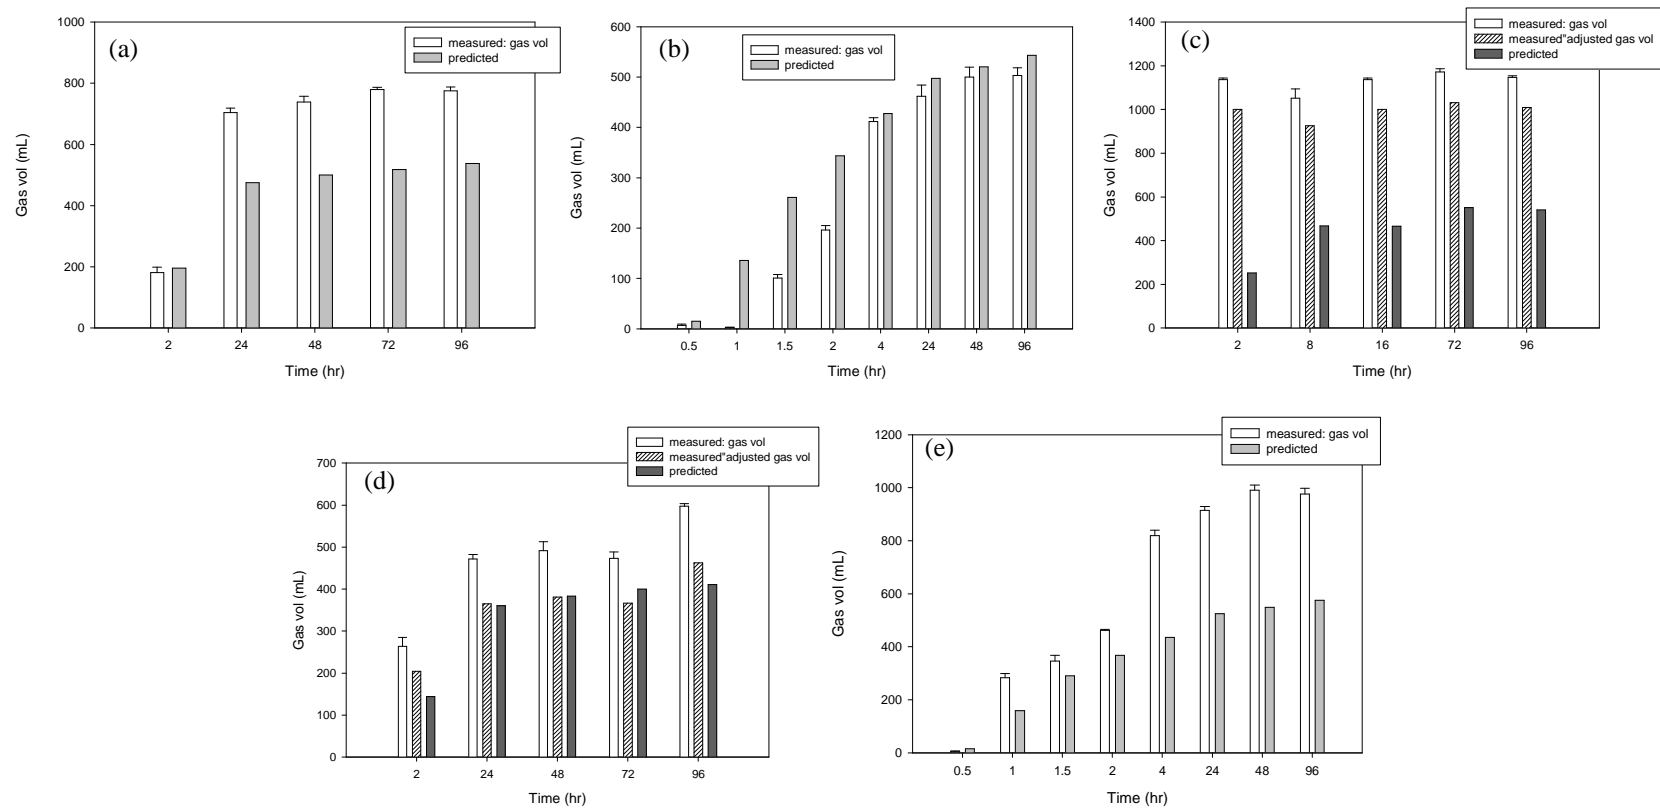 (a)
measured: gas vol
predicted
Gas vol (mL)
1000
800
600
400
200
0
2 24 48 72 96
Time (hr)
(b)
measured: gas vol
predicted
Gas vol (mL)
600
500
400
300
200
100
0
0.5 1 1.5 2 4 24 48 96
Time (hr)
(c)
measured: gas vol
measured"adjusted gas vol
predicted
Gas vol (mL)
1400
1200
1000
800
600
400
200
0
2 8 16 72 96
Time (hr)
(d)
measured: gas vol
measured"adjusted gas vol
predicted
Gas vol (mL)
700
600
500
400
300
200
100
0
2 24 48 72 96
Time (hr)
(e)
measured: gas vol
predicted
Gas vol (mL)
1200
1000
800
600
400
200
0
0.5 1 1.5 2 4 24 48 96
Time (hr)